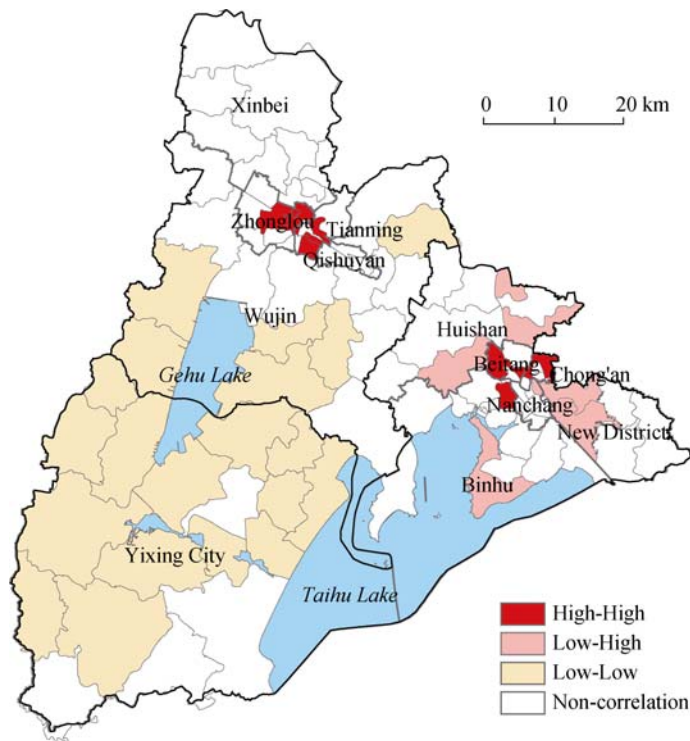 Xinbei
0 10 20 km
Zhonglou
Tianning
Qishuyan
Wujin
Huishan
Gehu Lake
Beitang
Chong'an
Nanchang
New District
Binhu
Yixing City
Taihu Lake
High-High
Low-High
Low-Low
Non-correlation